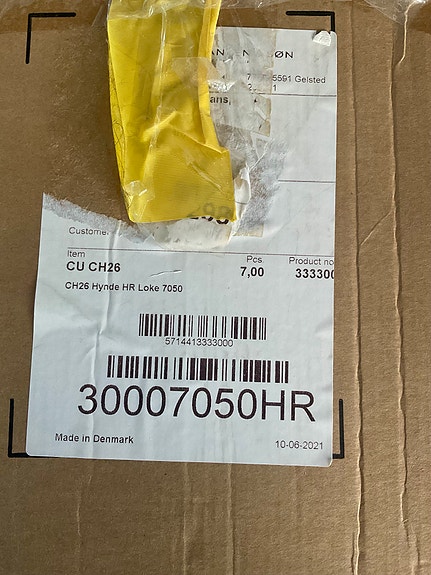 5591 Gelsted
Item
Pcs
Product no
CU CH26
7,00
333300
CH26 Hynde HR Loke 7050
5714413333000
30007050HR
Made in Denmark
10-06-2021